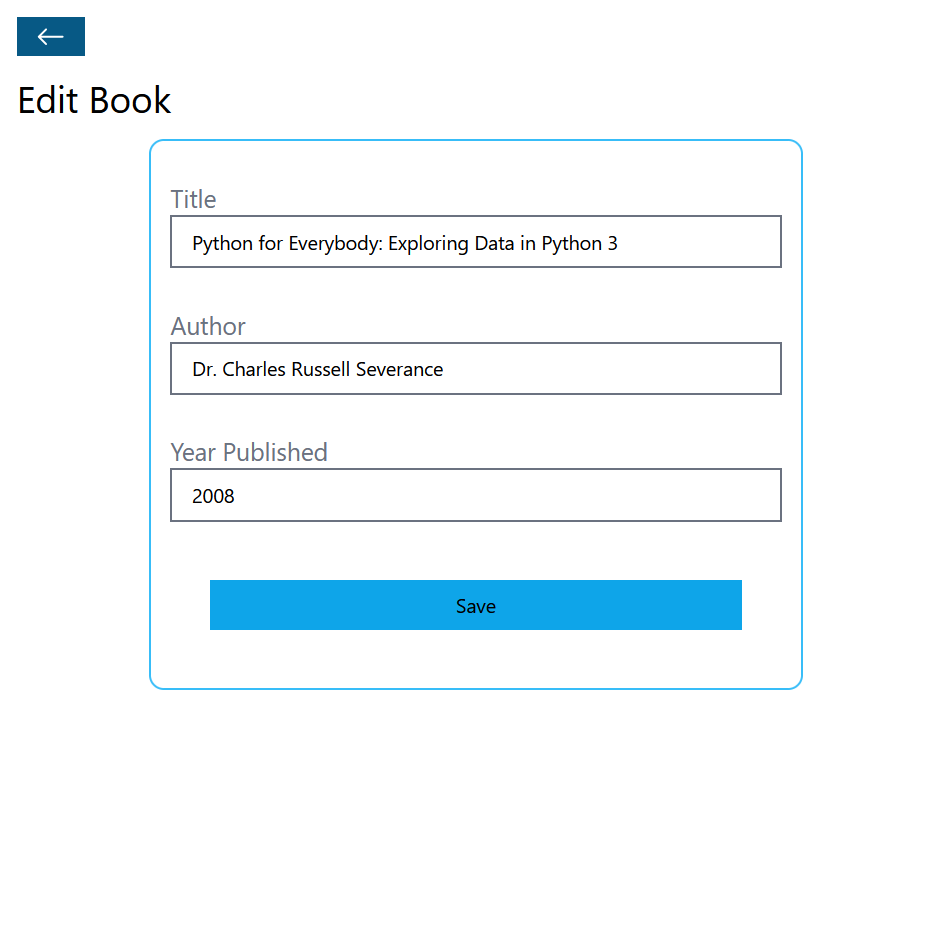 Edit Book
Title
Python for Everybody: Exploring Data in Python 3
Author
Dr. Charles Russell Severance
Year Published
2008
Save